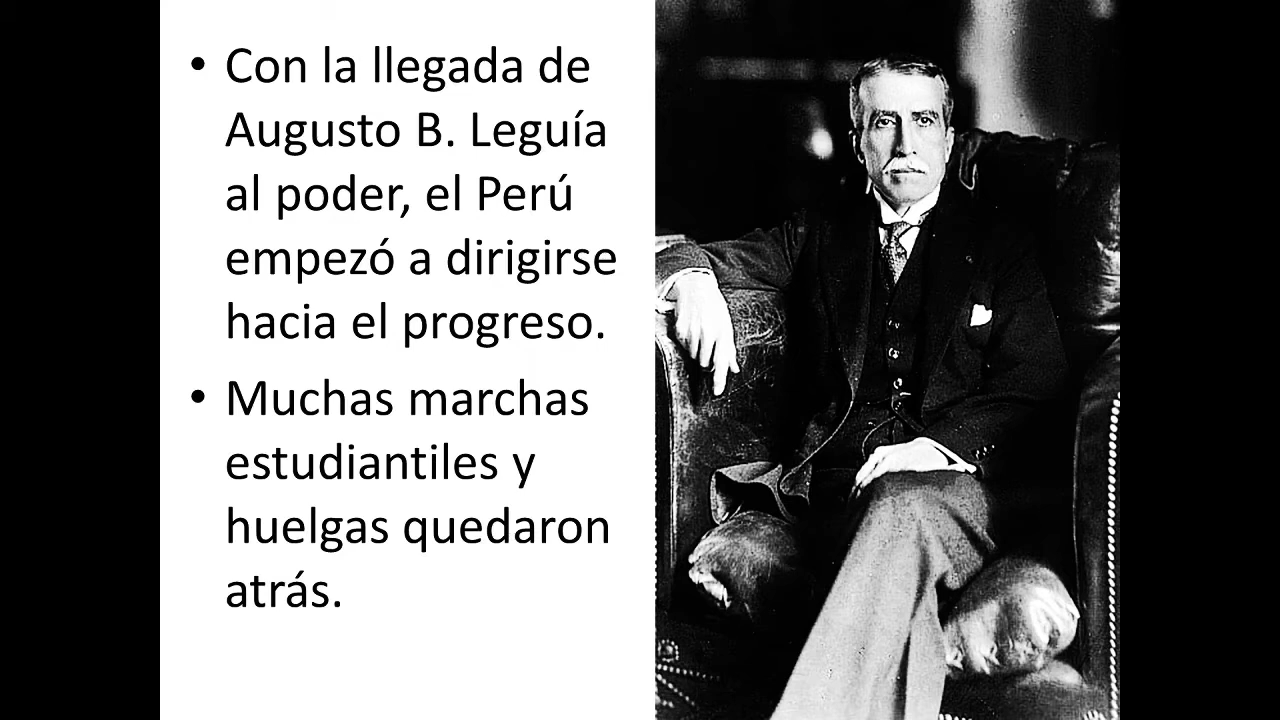 • Con la llegada de
Augusto B. Leguía
al poder, el Perú
empezó a dirigirse
hacia el progreso.
• Muchas marchas
estudiantiles y
huelgas quedaron
atrás.